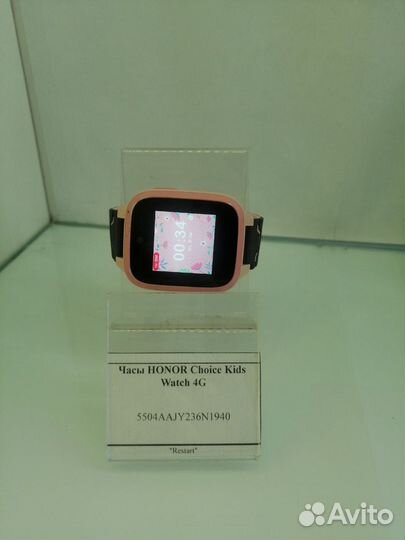 00:34
Часы HONOR Choice Kids
Watch 4G
5504AAJY236N1940
"Restart"
Avito